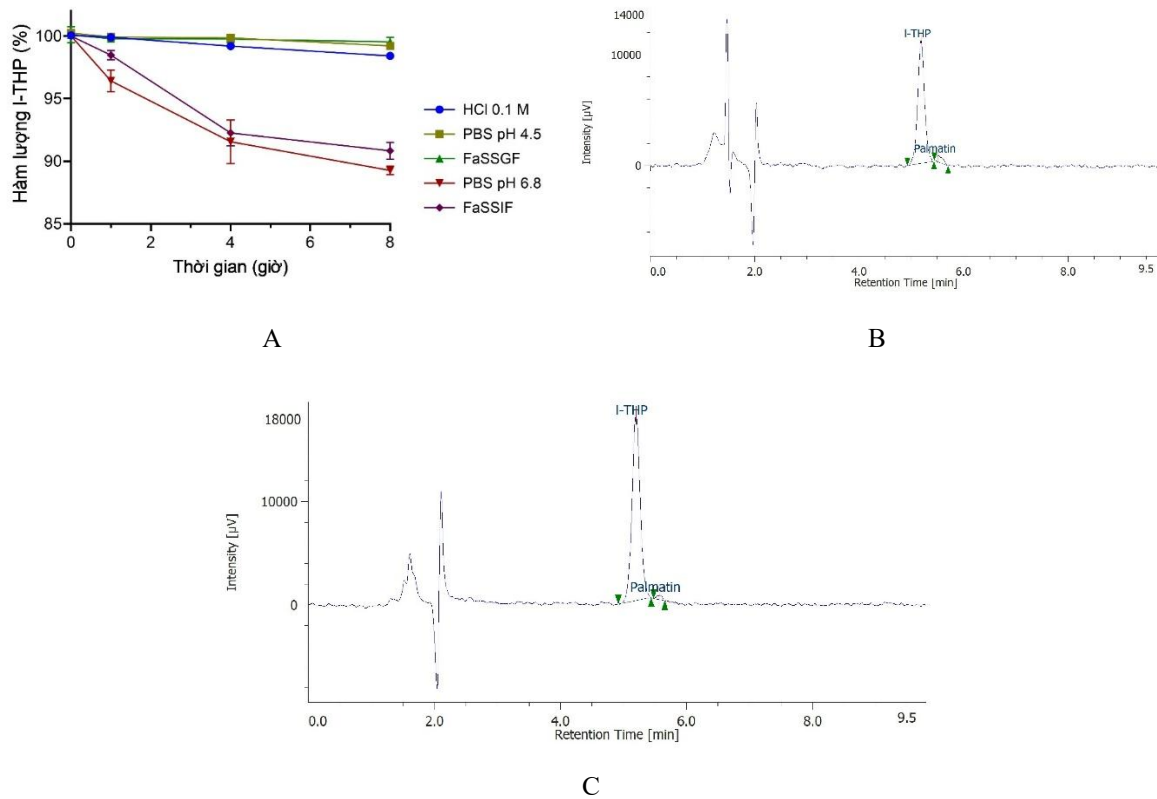 Hàm lượng l-THP (%)
100
95
90
85
0
2
4
6
8
Thời gian (giờ)
HCl 0.1 M
PBS pH 4.5
FaSSGF
PBS pH 6.8
FaSSIF
A
14000
10000
0
Intensity [µV]
l-THP
Palmatin
0.0
2.0
4.0
6.0
8.0
9.5
Retention Time [min]
B
18000
10000
0
Intensity [µV]
l-THP
Palmatin
0.0
2.0
4.0
6.0
8.0
9.5
Retention Time [min]
C